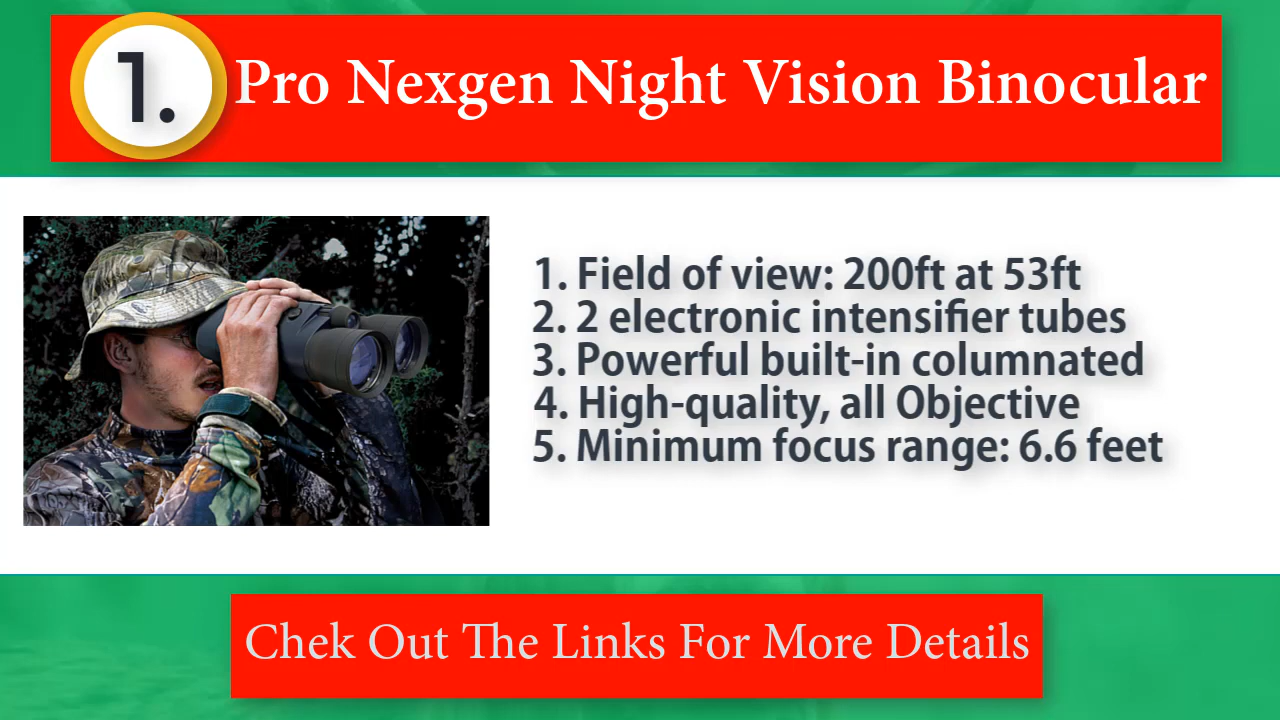 1.
Pro Nexgen Night Vision Binocular
1. Field of view: 200ft at 53ft
2. 2 electronic intensifier tubes
3. Powerful built-in columnated
4. High-quality, all Objective
5. Minimum focus range: 6.6 feet
Chek Out The Links For More Details